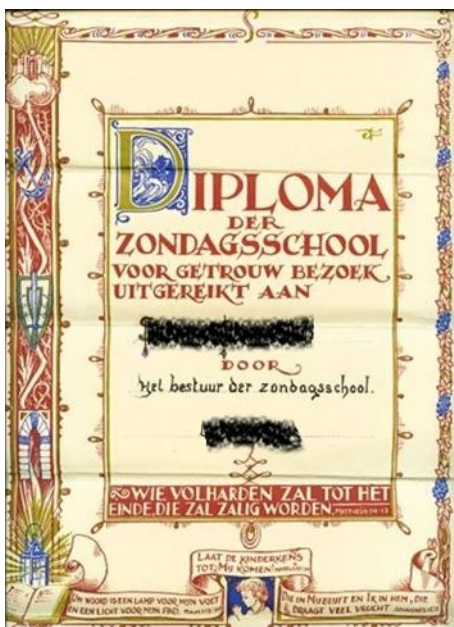 DIPLOMA
DER
ZONDAGSSCHOOL
VOOR GETROUW BEZOEK
UITGEREIKT AAN
DOOR
Het bestuur der zondagsschool.
WIE VOLHARDEN ZAL TOT HET
EINDE, DIE ZAL ZALIG WORDEN.
LAAT DE KINDERKENS
TOT MIJ KOMEN!
UW WOORD IS EEN LAMP VOOR MIJN VOET
EN EEN LICHT VOOR MIJN PAD.
DIE IN MIJ BLIJFT EN IK IN HEM, DIE
DRAAGT VEEL VRUCHT JOHANNES